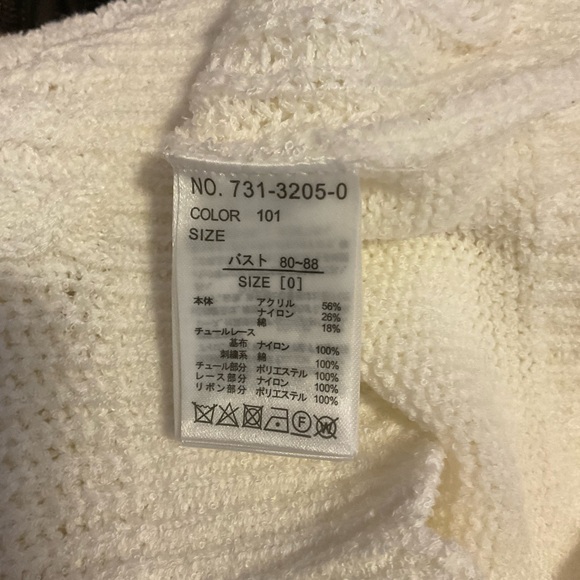 NO. 731-3205-0
COLOR 101
SIZE
バスト 80~88
SIZE [0]
本体 アクリル 56%
ナイロン 26%
綿 18%
チュールレース
基布 ナイロン 100%
刺繍糸 綿 100%
チュール部分 ポリエステル 100%
レース部分 ナイロン 100%
リボン部分 ポリエステル 100%
F W